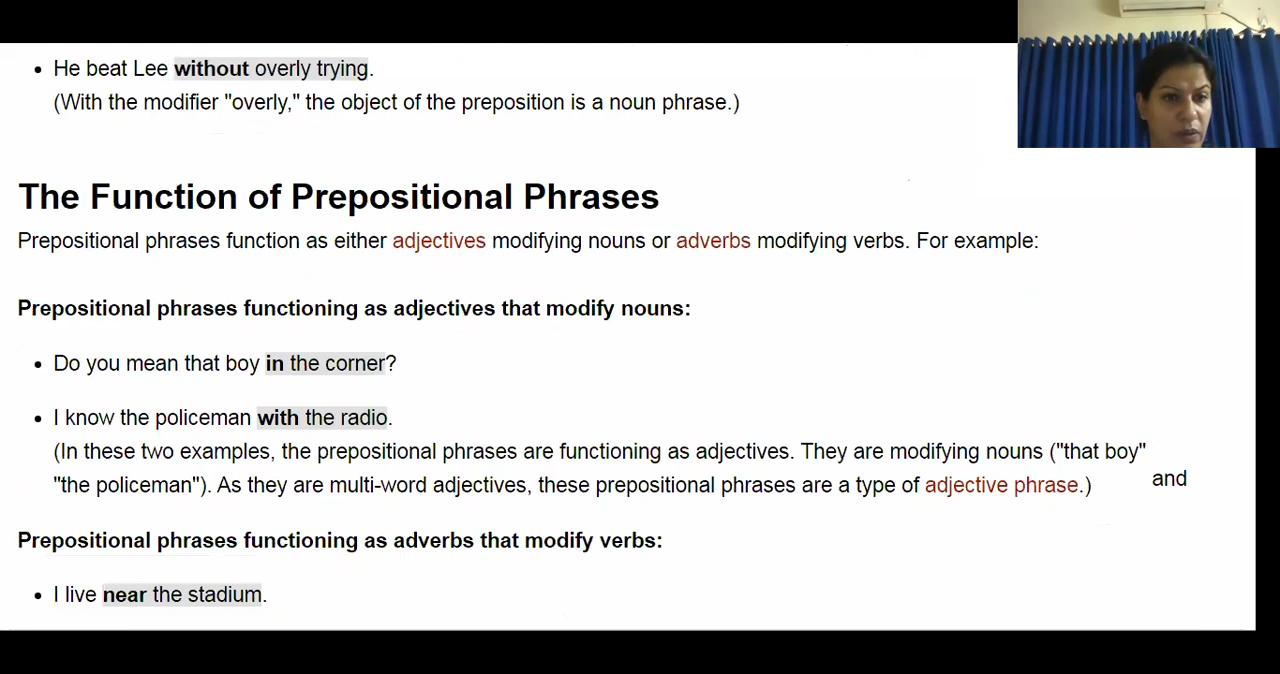 He beat Lee without overly trying.
(With the modifier "overly," the object of the preposition is a noun phrase.)
The Function of Prepositional Phrases
Prepositional phrases function as either adjectives modifying nouns or adverbs modifying verbs. For example:
Prepositional phrases functioning as adjectives that modify nouns:
Do you mean that boy in the corner?
I know the policeman with the radio.
(In these two examples, the prepositional phrases are functioning as adjectives. They are modifying nouns ("that boy"
and
"the policeman"). As they are multi-word adjectives, these prepositional phrases are a type of adjective phrase.)
Prepositional phrases functioning as adverbs that modify verbs:
I live near the stadium.